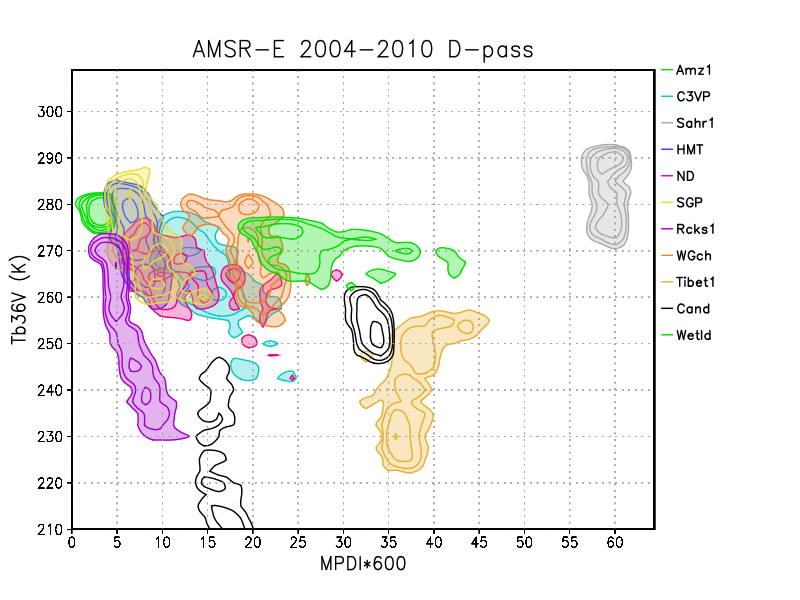 AMSR-E 2004-2010 D-pass
Amz1
C3VP
Sahr1
HMT
ND
SGP
Rcks1
WGch
Tibet1
Cand
Wetld
Tb36V (K)
300
290
280
270
260
250
240
230
220
210
0 5 10 15 20 25 30 35 40 45 50 55 60
MPDI*600